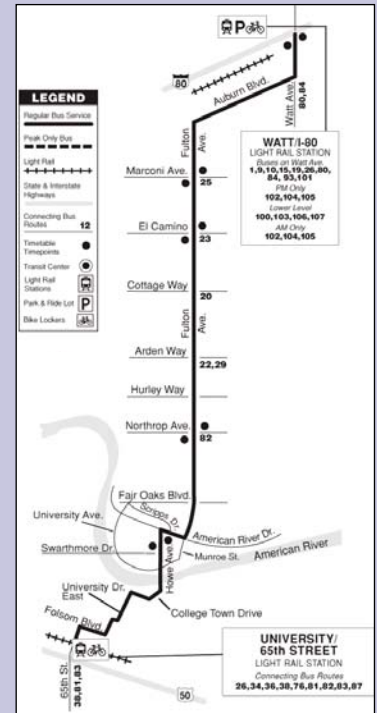 P
80
Auburn Blvd.
Watt Ave.
80,84
LEGEND
Regular Bus Service
Peak Only Bus
Light Rail
State & Interstate
Highways
Connecting Bus
Routes 12
Timetable
Timepoints
Transit Center
Light Rail
Stations
Park & Ride Lot P
Bike Lockers
WATT/I-80
LIGHT RAIL STATION
Buses on Watt Ave.
1,9,10,15,19,26,80,
84, 93,101
PM Only
102,104,105
Lower Level
100,103,106,107
AM Only
102,104,105
Fulton Ave.
Marconi Ave.
25
El Camino
23
Cottage Way
20
Fulton Ave.
Arden Way
22,29
Hurley Way
Northrop Ave.
82
Fair Oaks Blvd.
University Ave.
Scripps Dr.
American River Dr.
Swarthmore Dr.
Howe Ave.
Munroe St.
American River
University Dr.
East
College Town Drive
Folsom Blvd.
65th St.
38,81,83
50
UNIVERSITY/
65TH STREET
LIGHT RAIL STATION
Connecting Bus Routes
26,34,36,38,76,81,82,83,87